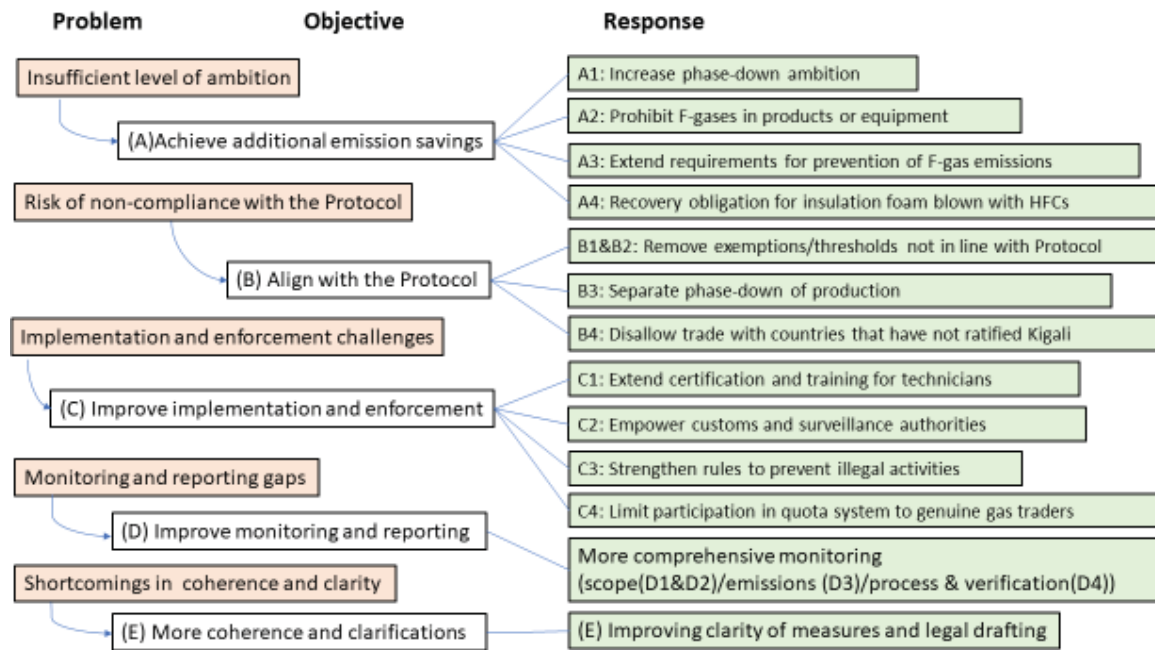 Problem
Objective
Response
Insufficient level of ambition
(A)Achieve additional emission savings
A1: Increase phase-down ambition
A2: Prohibit F-gases in products or equipment
A3: Extend requirements for prevention of F-gas emissions
A4: Recovery obligation for insulation foam blown with HFCs
Risk of non-compliance with the Protocol
(B) Align with the Protocol
B1&B2: Remove exemptions/thresholds not in line with Protocol
B3: Separate phase-down of production
B4: Disallow trade with countries that have not ratified Kigali
Implementation and enforcement challenges
(C) Improve implementation and enforcement
C1: Extend certification and training for technicians
C2: Empower customs and surveillance authorities
C3: Strengthen rules to prevent illegal activities
C4: Limit participation in quota system to genuine gas traders
Monitoring and reporting gaps
(D) Improve monitoring and reporting
More comprehensive monitoring
(scope(D1&D2)/emissions (D3)/process & verification(D4))
Shortcomings in coherence and clarity
(E) More coherence and clarifications
(E) Improving clarity of measures and legal drafting